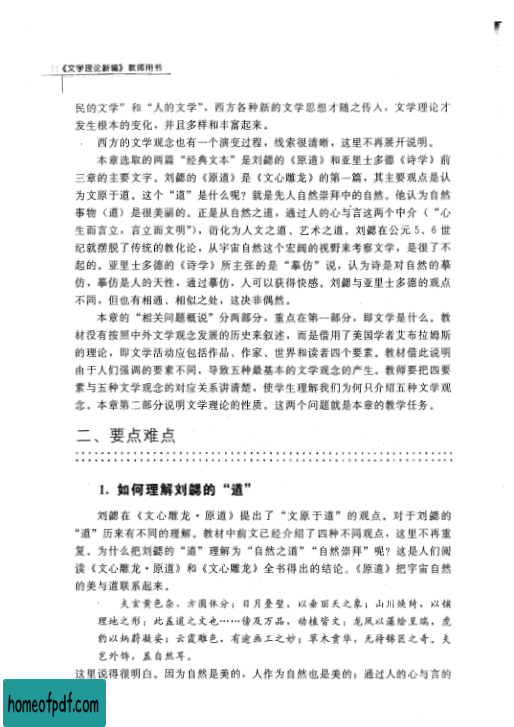 《文学理论新编》教师用书
民的文学”和“人的文学”，西方各种新的文学思想才随之传入，文学理论才
发生根本的变化，并且多样和丰富起来。
西方的文学观念也有一个演变过程，线索很清晰，这里不再展开说明。
本章选取的两篇“经典文本”是刘勰的《原道》和亚里士多德《诗学》前
三章的主要文字。刘勰的《原道》是《文心雕龙》的第一篇，其主要观点是认
为文原于道。这个“道”是什么呢？就是先人自然崇拜中的自然。他认为自然
事物（道）是很美丽的。正是从自然之道，通过人的心与言这两个中介（“心
生而言立，言立而文明”），衍化为人文之道、艺术之道。刘勰在公元5、6世
纪就摆脱了传统的教化论，从宇宙自然这个宏阔的视野来考察文学，是很了不
起的。亚里士多德的《诗学》所主张的是“摹仿”说，认为诗是对自然的摹
仿，摹仿是人的天性，通过摹仿，人可以获得快感。刘勰与亚里士多德的观点
不同，但也有相通、相似之处，这决非偶然。
本章的“相关问题概说”分两部分，重点在第一部分，即文学是什么。教
材没有按照中外文学观念发展的历史来叙述，而是借用了美国学者艾布拉姆斯
的理论，即文学活动应包括作品、作家、世界和读者四个要素。教材借此说明
由于人们强调的要素不同，导致五种最基本的文学观念的产生。教师要把四要
素与五种文学观念的对应关系讲清楚，使学生理解我们为何只介绍五种文学观
念。本章第二部分说明文学理论的性质。这两个问题就是本章的教学任务。
二、要点难点
1. 如何理解刘勰的“道”
刘勰在《文心雕龙·原道》提出了“文原于道”的观点。对于刘勰的
“道”历来有不同的理解。教材中前文已经介绍了四种不同观点，这里不再重
复。为什么把刘勰的“道”理解为“自然之道”“自然崇拜”呢？这是人们阅
读《文心雕龙·原道》和《文心雕龙》全书得出的结论。《原道》把宇宙自然
的美与道联系起来。
夫玄黄色杂，方圆体分；日月叠璧，以垂丽天之象；山川焕绮，以铺
理地之形；此盖道之文也……傍及万品，动植皆文；龙凤以藻绘呈瑞，虎
豹以炳蔚凝姿；云霞雕色，有逾画工之妙；草木贲华，无待锦匠之奇。夫
岂外饰，盖自然耳。
这里说得很明白。因为自然是美的，人作为自然也是美的；通过人的心与言的
homeofpdf.com